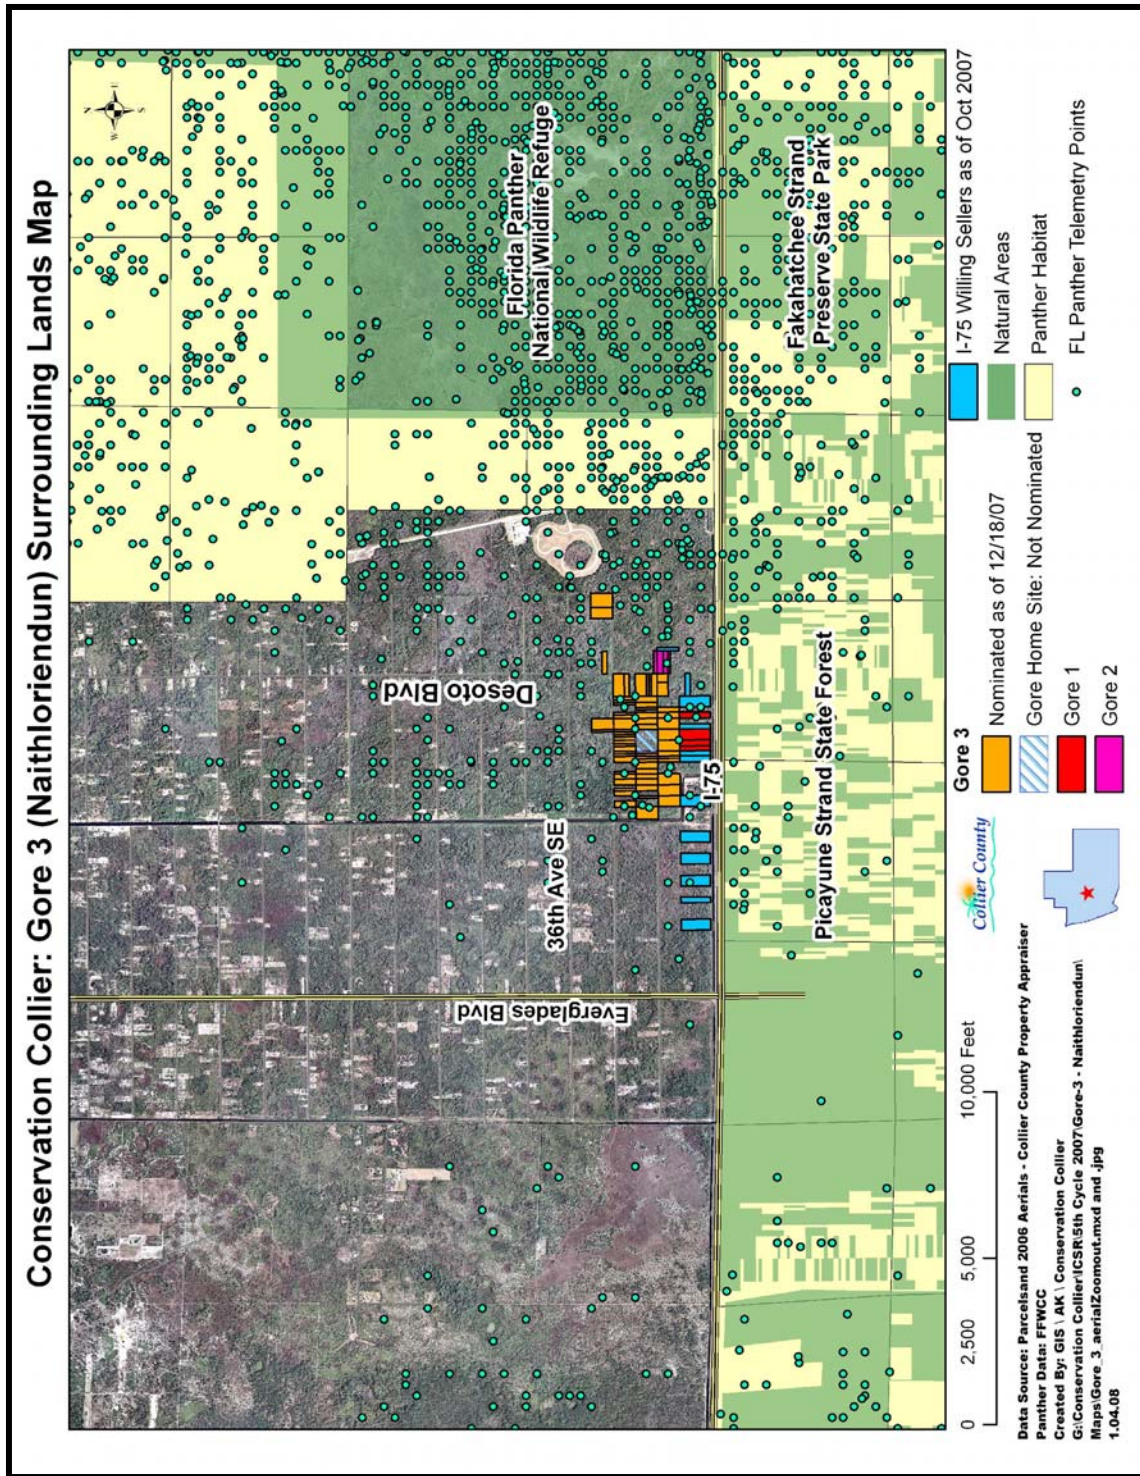 Conservation Collier: Gore 3 (Naithloriendun) Surrounding Lands Map
N
W
E
S
Florida Panther
National Wildlife Refuge
Desoto Blvd
36th Ave SE
Everglades Blvd
I-75
Fakahatchee Strand
Preserve State Park
Picayune Strand State Forest
0 2,500 5,000 10,000 Feet
Data Source: Parcelsand 2006 Aerials - Collier County Property Appraiser
Panther Data: FFWCC
Created By: GIS \ AK \ Conservation Collier
G:\Conservation Collier\ICSR\5th Cycle 2007\Gore-3 - Naithloriendun\
Maps\Gore_3_aerialZoomout.mxd and .jpg
1.04.08
Collier County
Gore 3
Nominated as of 12/18/07
Gore Home Site: Not Nominated
Gore 1
Gore 2
I-75 Willing Sellers as of Oct 2007
Natural Areas
Panther Habitat
FL Panther Telemetry Points